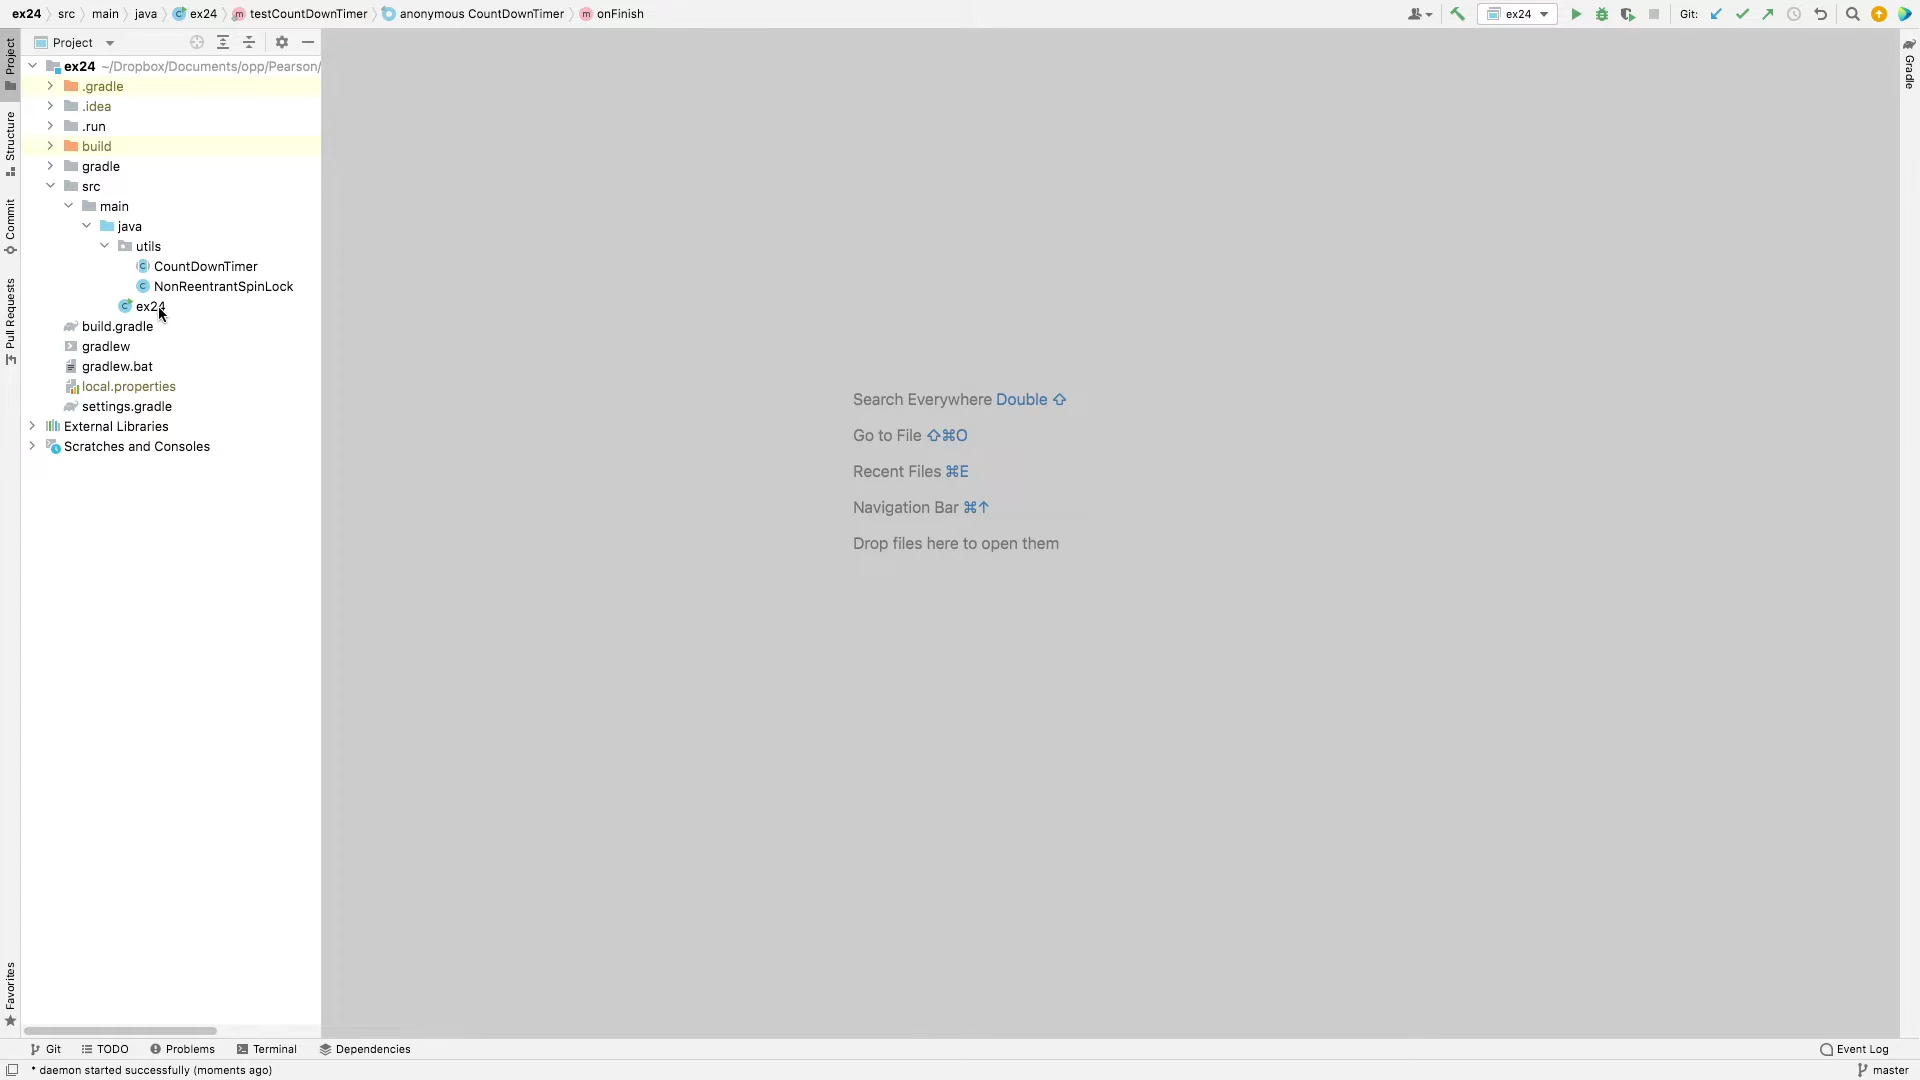 ex24 src main java ex24 testCountDownTimer anonymous CountDownTimer onFinish
ex24 Git:
Project
ex24 ~/Dropbox/Documents/opp/Pearson/
.gradle
.idea
.run
build
gradle
src
main
java
utils
CountDownTimer
NonReentrantSpinLock
ex24
build.gradle
gradlew
gradlew.bat
local.properties
settings.gradle
External Libraries
Scratches and Consoles
Project
Structure
Commit
Pull Requests
Favorites
Search Everywhere Double ⇧
Go to File ⇧⌘O
Recent Files ⌘E
Navigation Bar ⌘↑
Drop files here to open them
Gradle
Git TODO Problems Terminal Dependencies Event Log
* daemon started successfully (moments ago) master